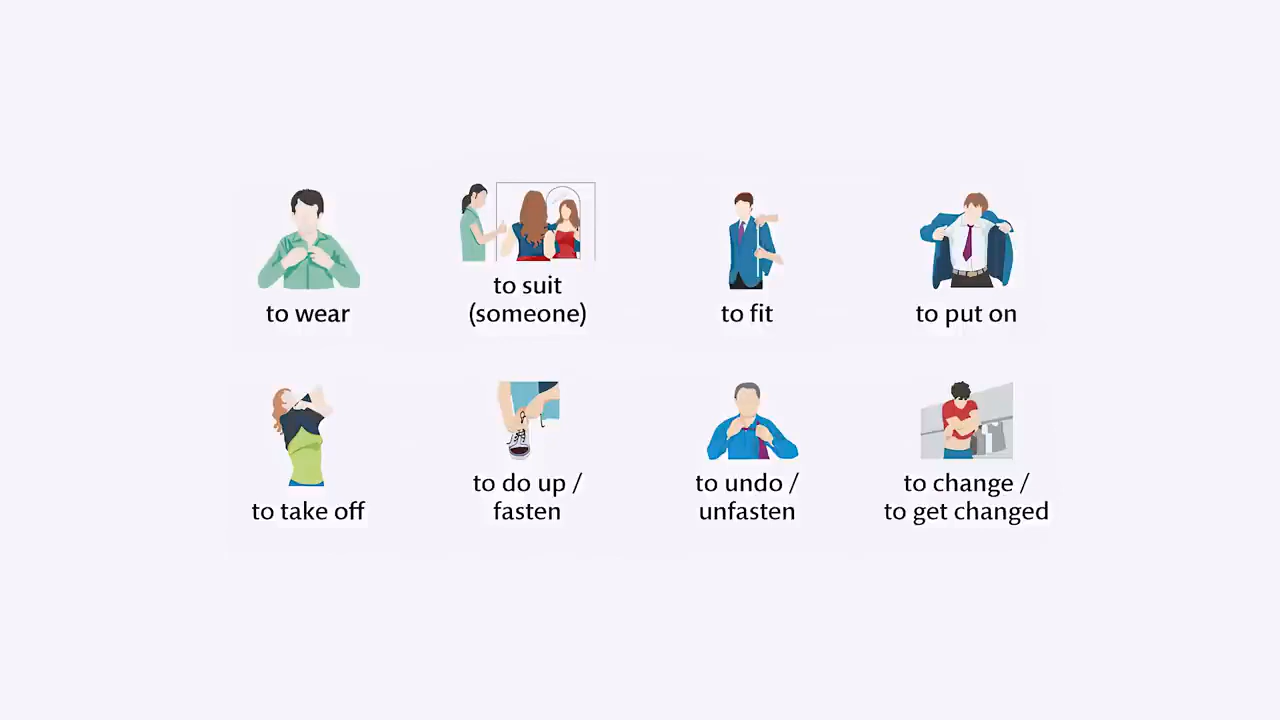 to wear
to suit
(someone)
to fit
to put on
to take off
to do up /
fasten
to undo /
unfasten
to change /
to get changed